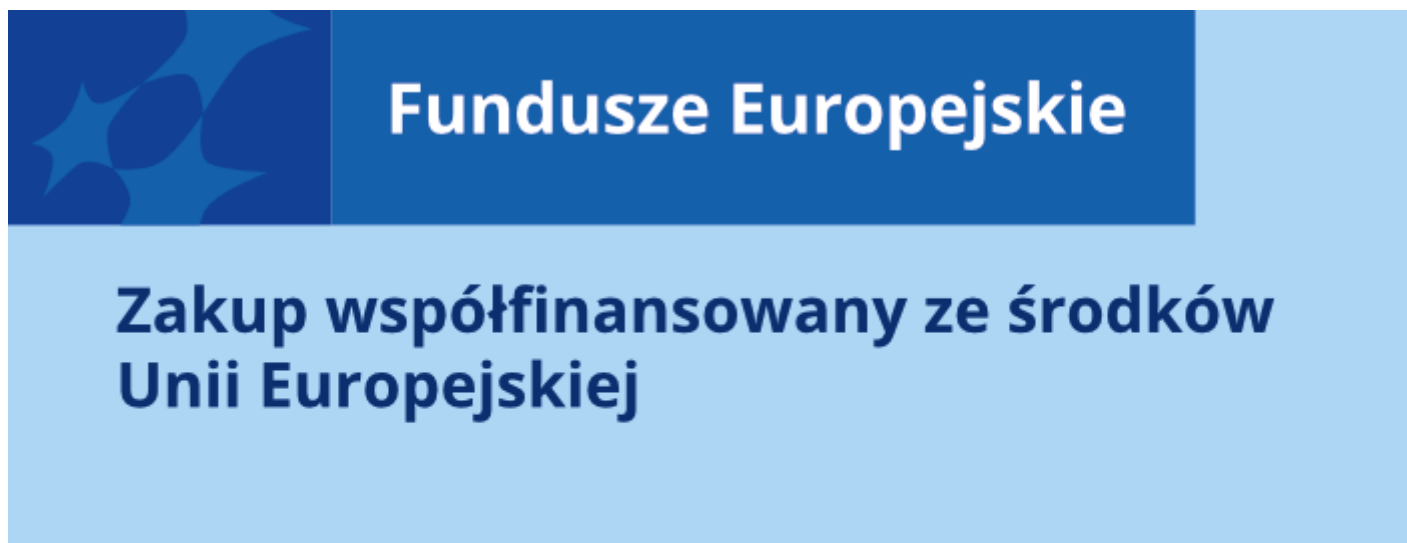 Fundusze Europejskie
Zakup współfinansowany ze środków
Unii Europejskiej